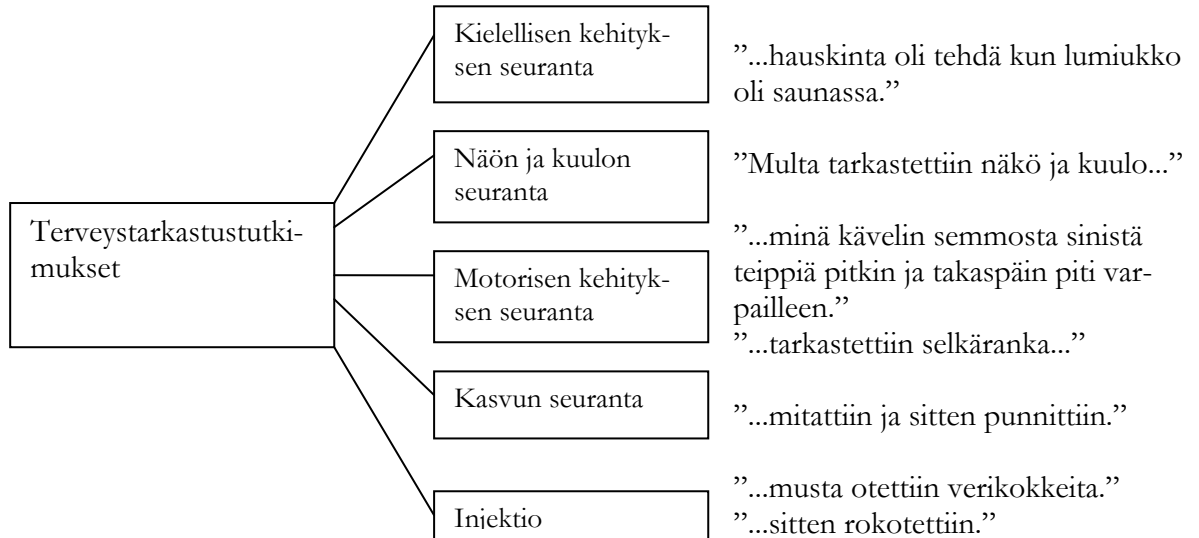 Kielellisen kehityk-
sen seuranta
”...hauskinta oli tehdä kun lumiukko
oli saunassa.”
Näön ja kuulon
seuranta
”Multa tarkastettiin näkö ja kuulo...”
Terveystarkastustutki-
mukset
Motorisen kehityk-
sen seuranta
”...minä kävelin semmosta sinistä
teippiä pitkin ja takaspäin piti var-
pailleen.”
”...tarkastettiin selkäranka...”
Kasvun seuranta
”...mitattiin ja sitten punnittiin.”
Injektio
”...musta otettiin verikokkeita.”
”...sitten rokotettiin.”